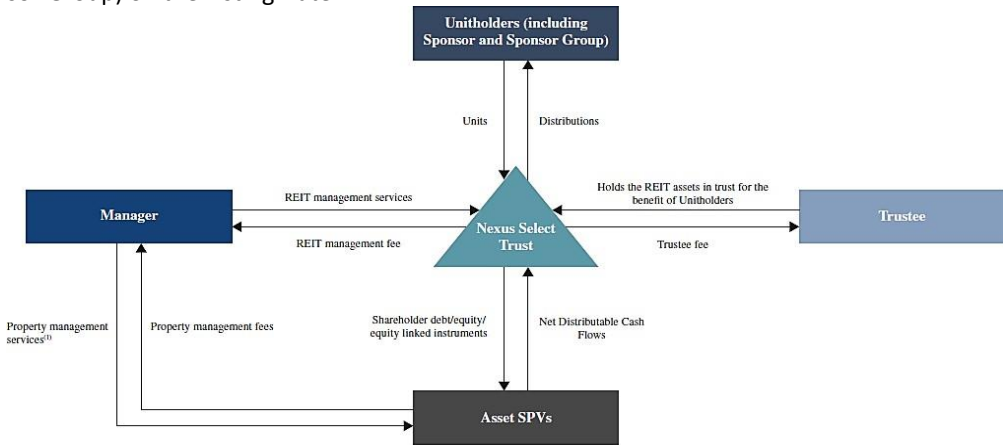 Unitholders (including
Sponsor and Sponsor Group)
Units
Distributions
REIT management services
Holds the REIT assets in trust for the
benefit of Unitholders
Manager
Nexus Select
Trust
Trustee
REIT management fee
Trustee fee
Property management
services(1)
Property management fees
Shareholder debt/equity/
equity linked instruments
Net Distributable Cash
Flows
Asset SPVs